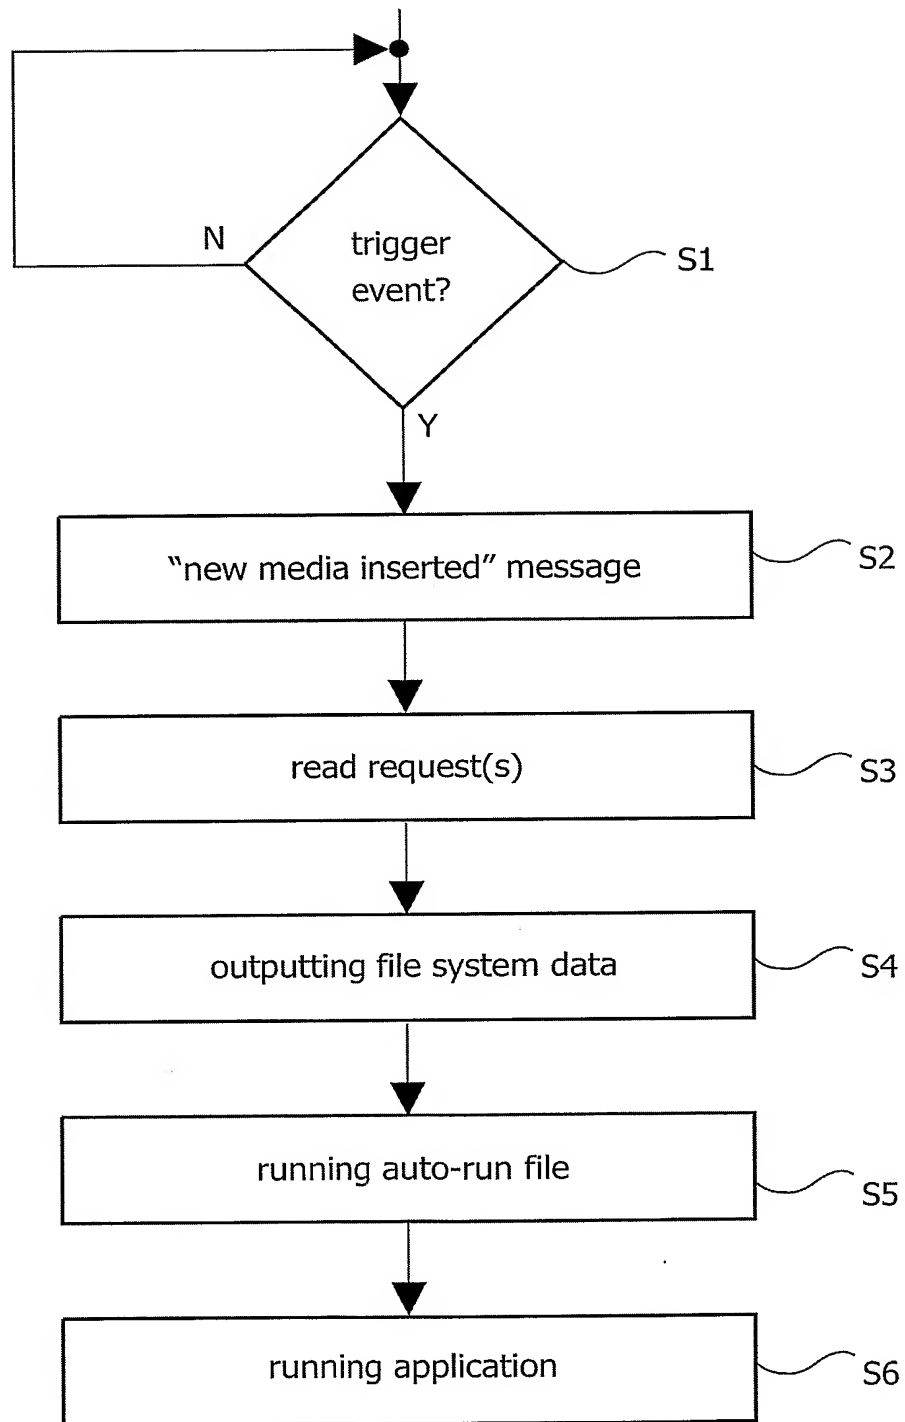 trigger
event?
N
S1
Y
“new media inserted” message
S2
read request(s)
S3
outputting file system data
S4
running auto-run file
S5
running application
S6